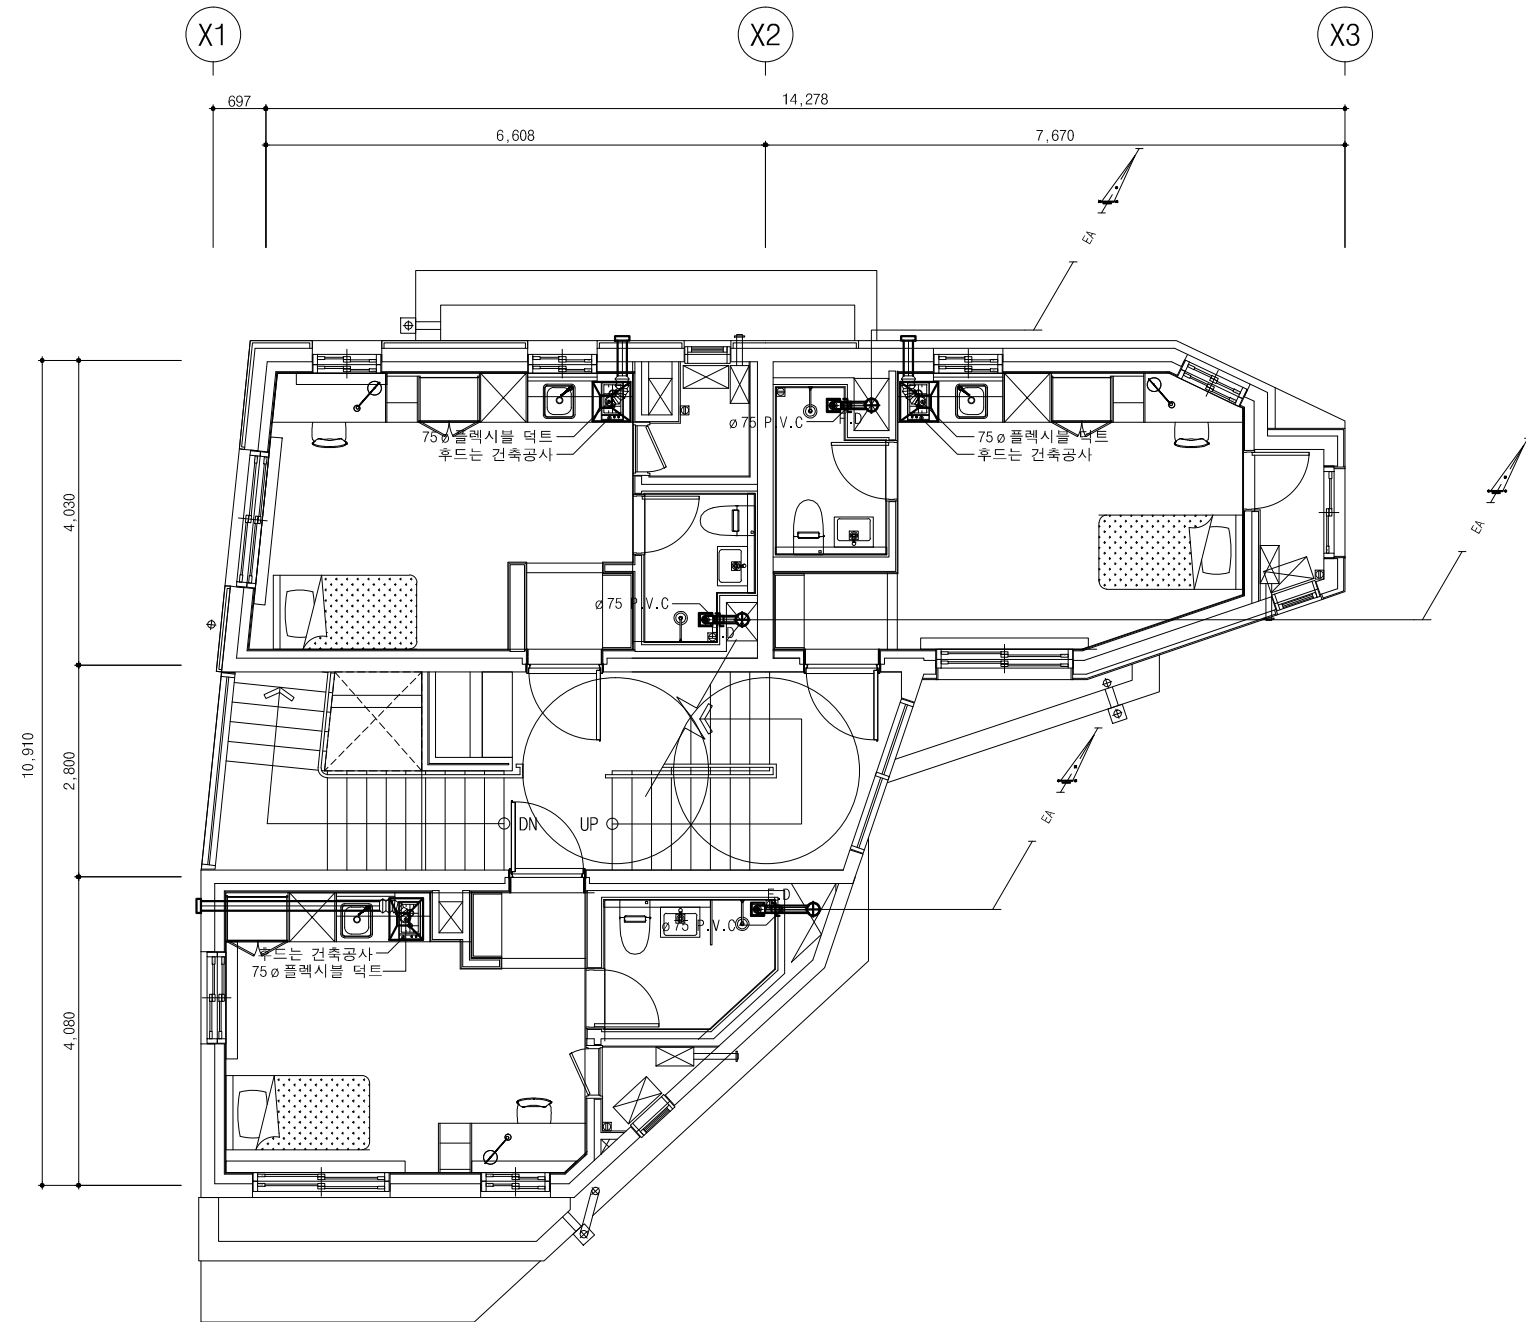 X1
X2
X3
697
14,278
6,608
7,670
EA
EA
ø75 P.V.C
P.D
75ø플렉시블 덕트
후드는 건축공사
75ø플렉시블 덕트
후드는 건축공사
4,030
ø75 P.V.C
10,910
2,800
DN
UP
EA
ø75 P.V.C
후드는 건축공사
75ø플렉시블 덕트
4,080